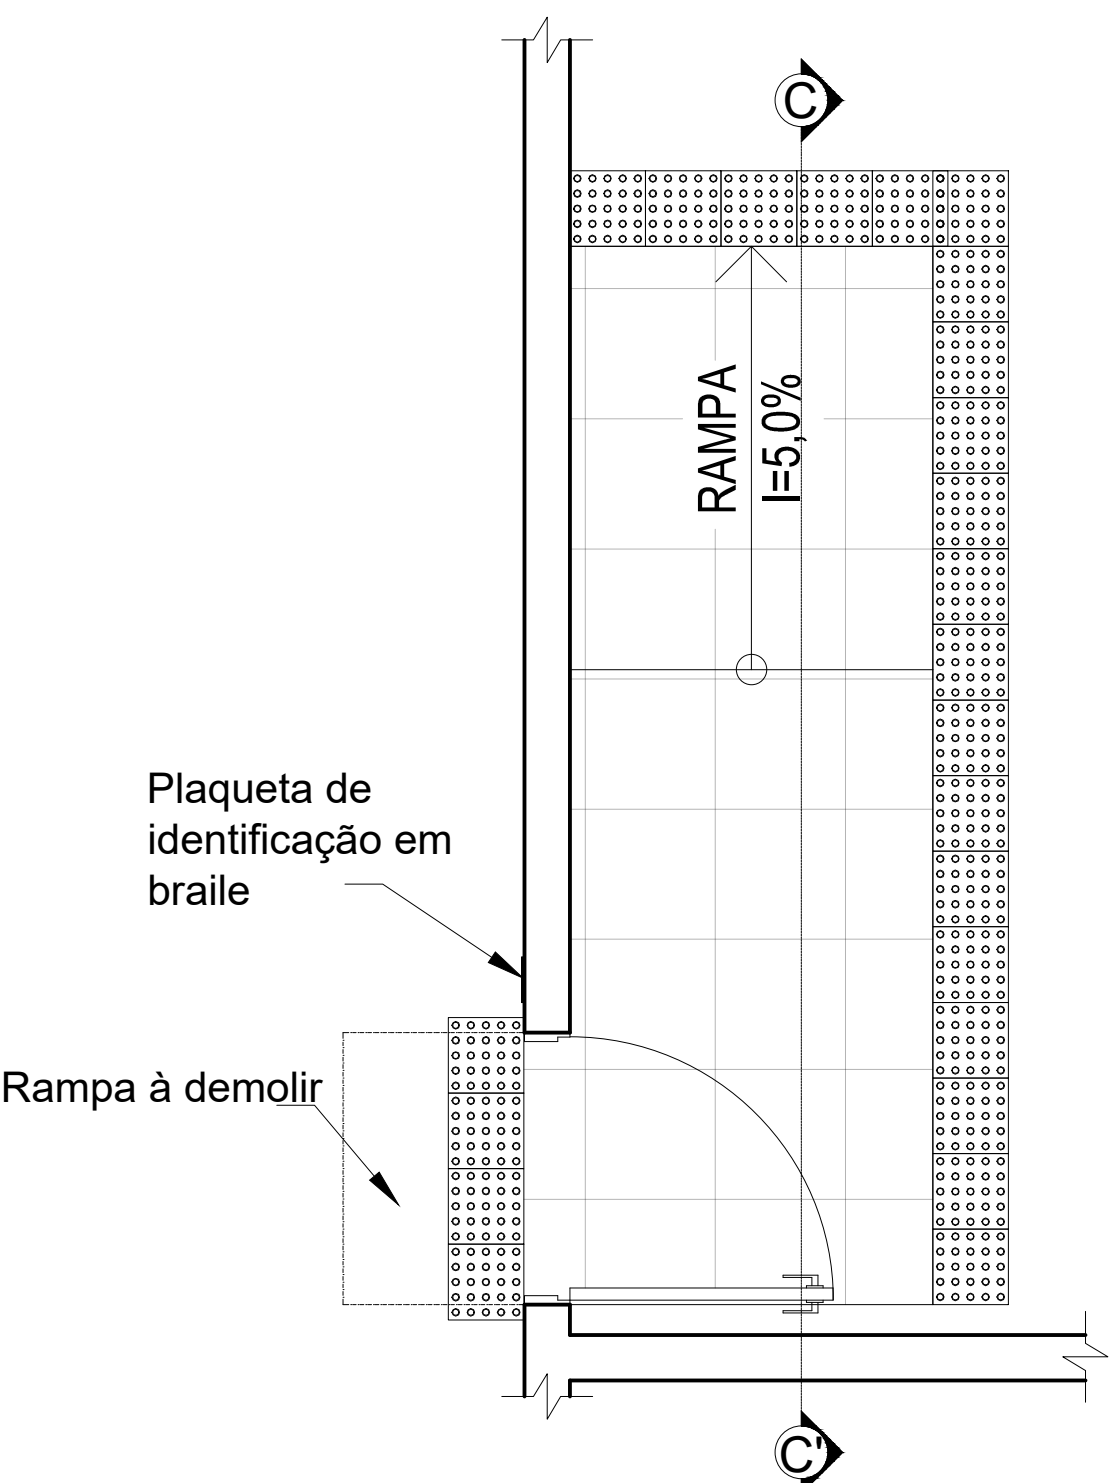 C
RAMPA
I=5,0%
Plaqueta de
identificação em
braile
Rampa à demolir
C'